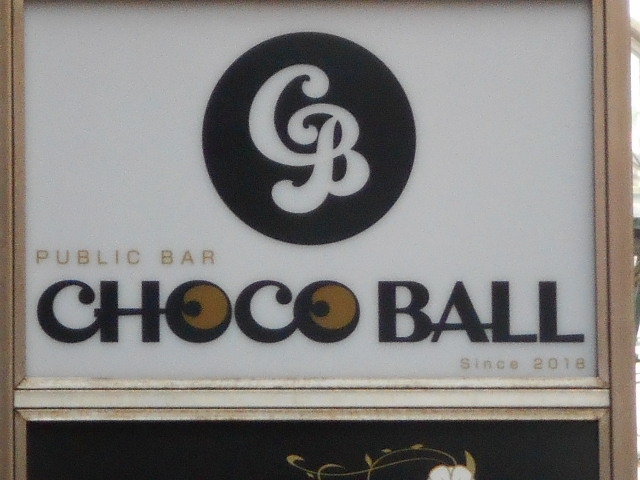 CB
PUBLIC BAR
CHOCO BALL
Since 2018